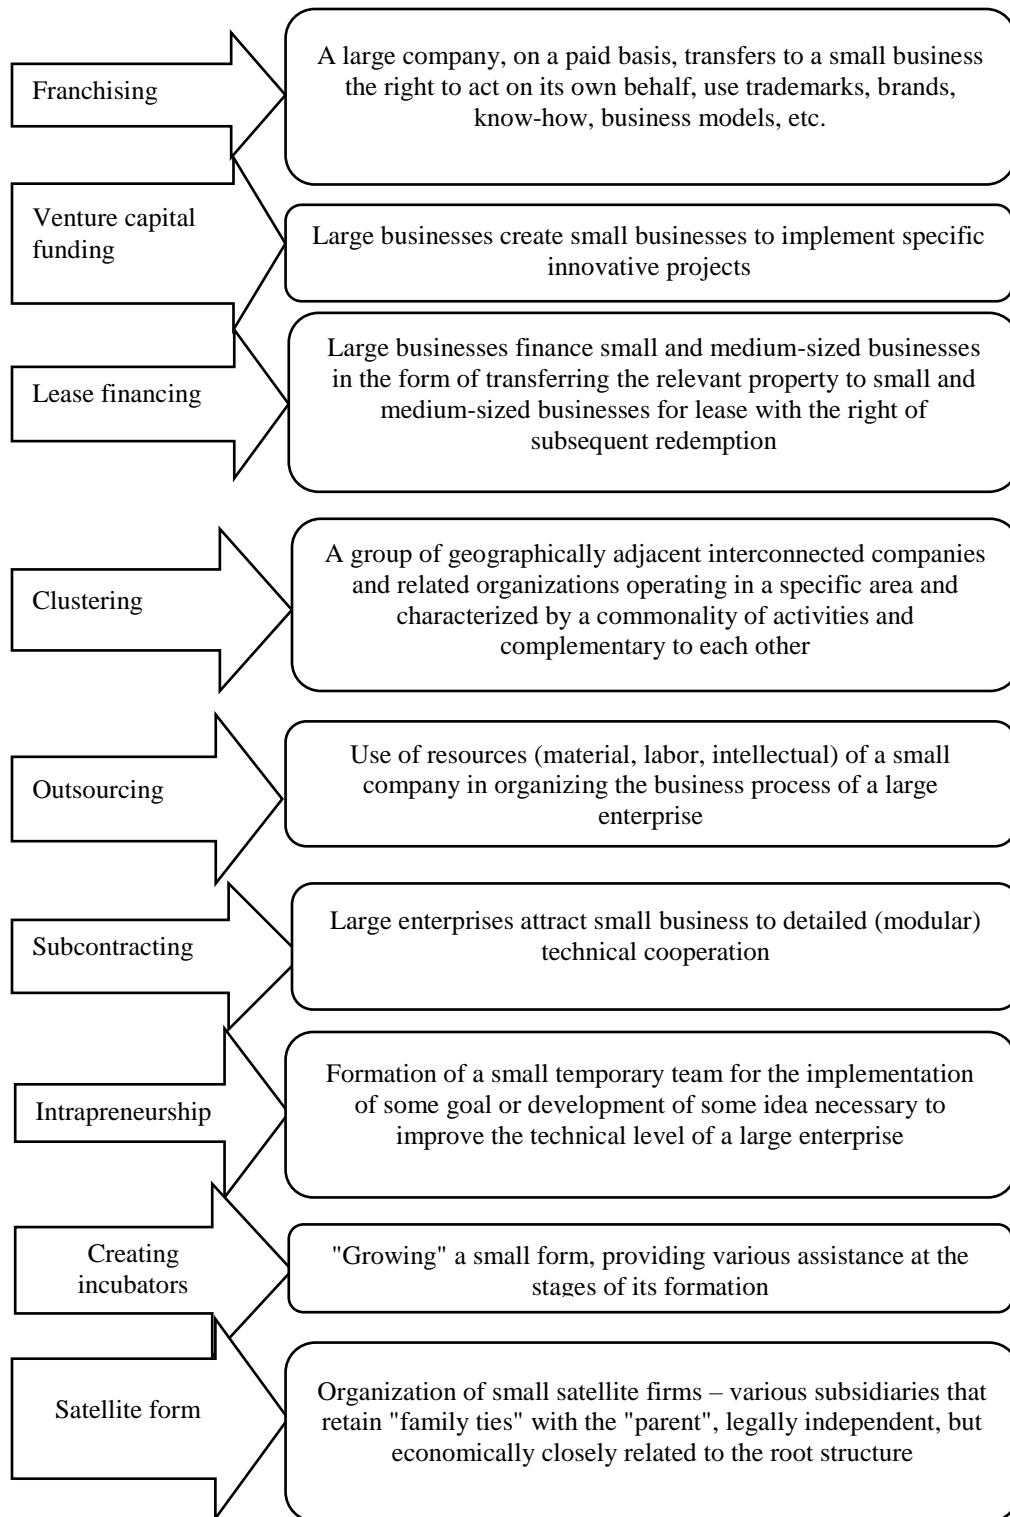 Franchising
A large company, on a paid basis, transfers to a small business
the right to act on its own behalf, use trademarks, brands,
know-how, business models, etc.
Venture capital
funding
Large businesses create small businesses to implement specific
innovative projects
Lease financing
Large businesses finance small and medium-sized businesses
in the form of transferring the relevant property to small and
medium-sized businesses for lease with the right of
subsequent redemption
Clustering
A group of geographically adjacent interconnected companies
and related organizations operating in a specific area and
characterized by a commonality of activities and
complementary to each other
Outsourcing
Use of resources (material, labor, intellectual) of a small
company in organizing the business process of a large
enterprise
Subcontracting
Large enterprises attract small business to detailed (modular)
technical cooperation
Intrapreneurship
Formation of a small temporary team for the implementation
of some goal or development of some idea necessary to
improve the technical level of a large enterprise
Creating
incubators
"Growing" a small form, providing various assistance at the
stages of its formation
Satellite form
Organization of small satellite firms – various subsidiaries that
retain "family ties" with the "parent", legally independent, but
economically closely related to the root structure